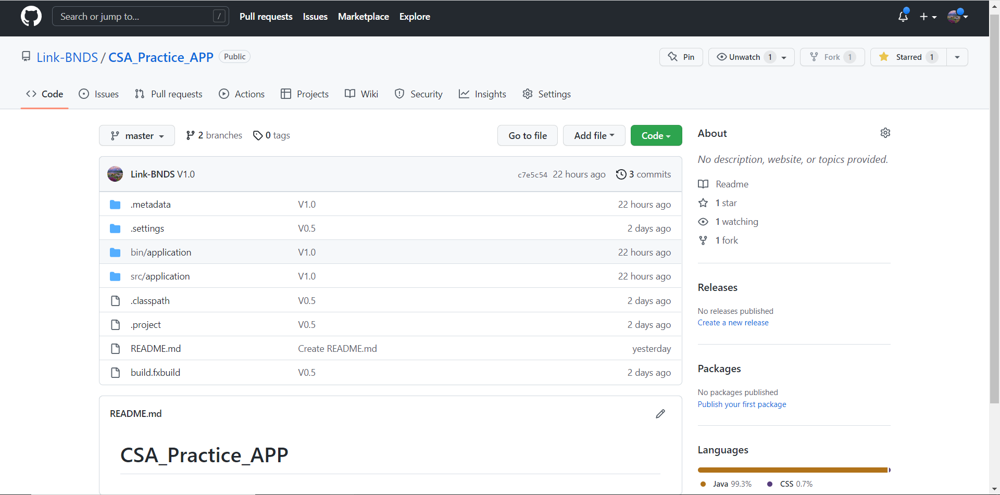 Search or jump to... /
Pull requests Issues Marketplace Explore
Link-BNDS / CSA_Practice_APP Public
Pin Unwatch 1 Fork 1 Starred 1
Code Issues Pull requests Actions Projects Wiki Security Insights Settings
master 2 branches 0 tags Go to file Add file Code
Link-BNDS V1.0 c7e5c54 22 hours ago 3 commits
.metadata V1.0 22 hours ago
.settings V0.5 2 days ago
bin/application V1.0 22 hours ago
src/application V1.0 22 hours ago
.classpath V0.5 2 days ago
.project V0.5 2 days ago
README.md Create README.md yesterday
build.fxbuild V0.5 2 days ago
README.md
CSA_Practice_APP
About
No description, website, or topics provided.
Readme
1 star
1 watching
1 fork
Releases
No releases published
Create a new release
Packages
No packages published
Publish your first package
Languages
Java 99.3% CSS 0.7%